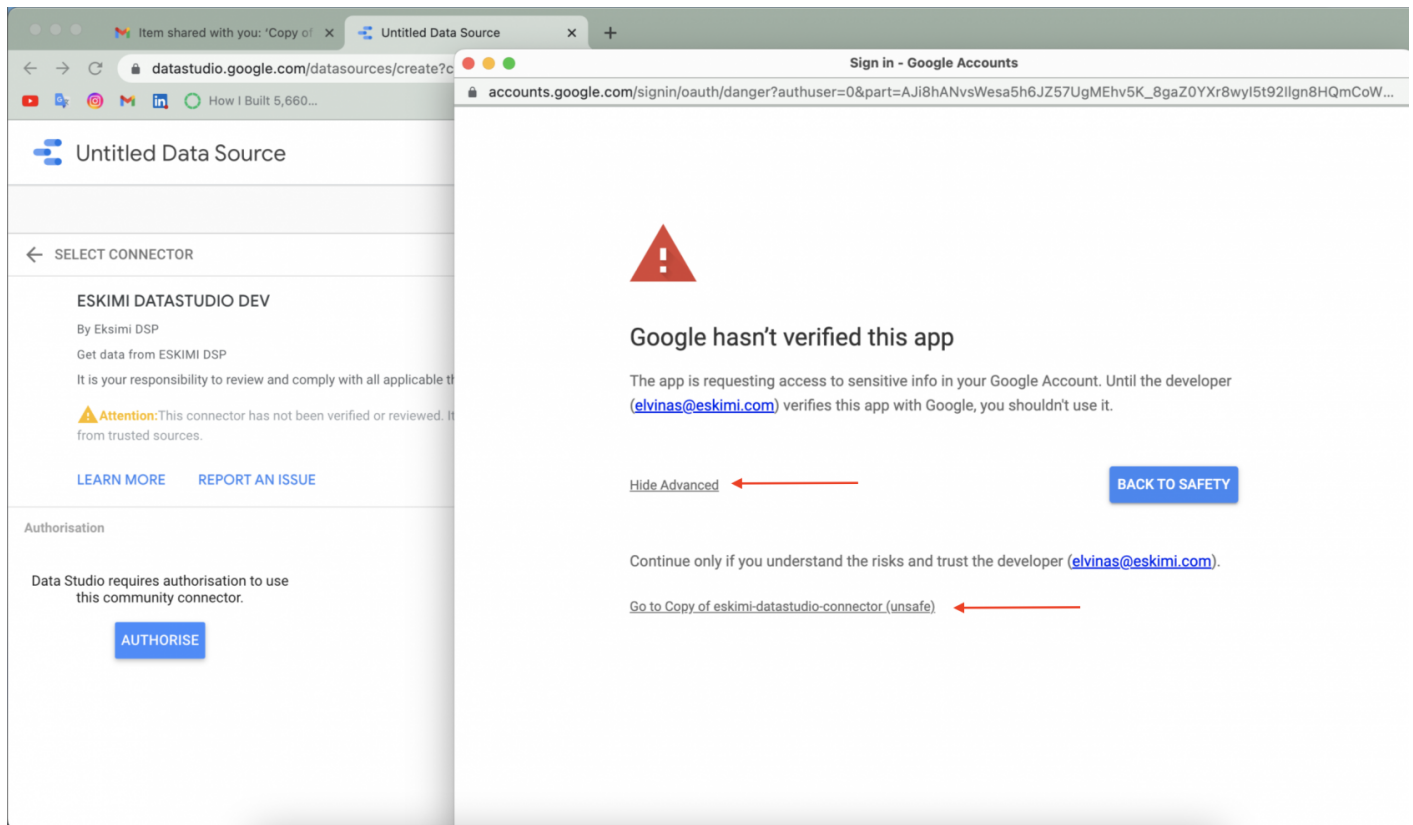 Item shared with you: ‘Copy of
Untitled Data Source
datastudio.google.com/datasources/create?c
How I Built 5,660...
Untitled Data Source
SELECT CONNECTOR
ESKIMI DATASTUDIO DEV
By Eksimi DSP
Get data from ESKIMI DSP
It is your responsibility to review and comply with all applicable th
Attention:This connector has not been verified or reviewed. It
from trusted sources.
LEARN MORE REPORT AN ISSUE
Authorisation
Data Studio requires authorisation to use
this community connector.
AUTHORISE
Sign in - Google Accounts
accounts.google.com/signin/oauth/danger?authuser=0&part=AJi8hANvsWesa5h6JZ57UgMEhv5K_8gaZ0YXr8wyI5t92IIgn8HQmCoW...
Google hasn’t verified this app
The app is requesting access to sensitive info in your Google Account. Until the developer
(elvinas@eskimi.com) verifies this app with Google, you shouldn't use it.
Hide Advanced
BACK TO SAFETY
Continue only if you understand the risks and trust the developer (elvinas@eskimi.com).
Go to Copy of eskimi-datastudio-connector (unsafe)